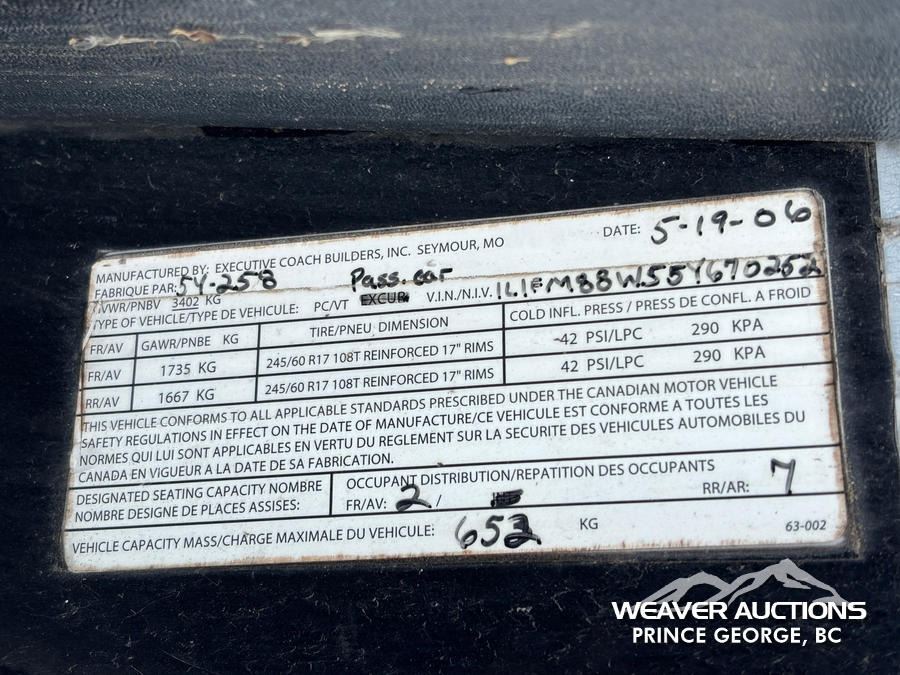 MANUFACTURED BY: EXECUTIVE COACH BUILDERS, INC. SEYMOUR, MO DATE: 5-19-06
FABRIQUE PAR: 5Y-258
VWR/PNBV 3402 KG
TYPE OF VEHICLE/TYPE DE VEHICULE: PC/VT EXCUR. Pass. car V.I.N./N.I.V. 1L1FM88W55Y670252
FR/AV GAWR/PNBE KG TIRE/PNEU, DIMENSION COLD INFL. PRESS / PRESS DE CONFL. A FROID
FR/AV 1735 KG 245/60 R17 108T REINFORCED 17" RIMS 42 PSI/LPC 290 KPA
RR/AV 1667 KG 245/60 R17 108T REINFORCED 17" RIMS 42 PSI/LPC 290 KPA
THIS VEHICLE CONFORMS TO ALL APPLICABLE STANDARDS PRESCRIBED UNDER THE CANADIAN MOTOR VEHICLE
SAFETY REGULATIONS IN EFFECT ON THE DATE OF MANUFACTURE/CE VEHICULE EST CONFORME A TOUTES LES
NORMES QUI LUI SONT APPLICABLES EN VERTU DU REGLEMENT SUR LA SECURITE DES VEHICULES AUTOMOBILES DU
CANADA EN VIGUEUR A LA DATE DE SA FABRICATION.
DESIGNATED SEATING CAPACITY NOMBRE OCCUPANT DISTRIBUTION/REPATITION DES OCCUPANTS
NOMBRE DESIGNE DE PLACES ASSISES: FR/AV: 2 / RR/AR: 7
VEHICLE CAPACITY MASS/CHARGE MAXIMALE DU VEHICULE: 652 KG 63-002
WEAVER AUCTIONS
PRINCE GEORGE, BC